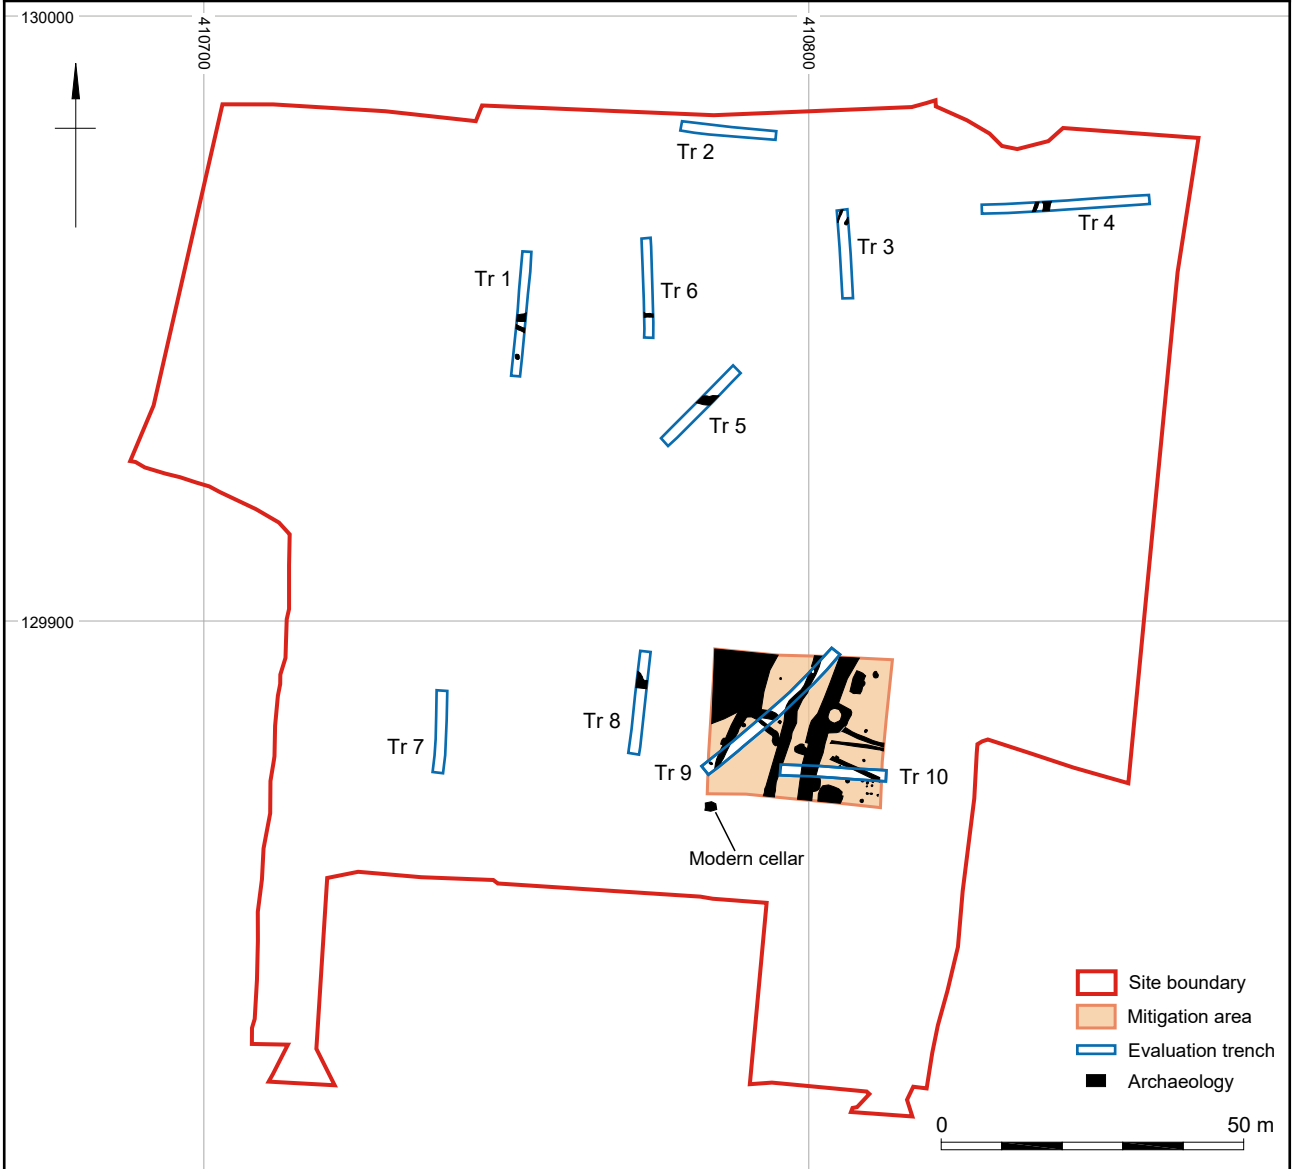 130000
410700
410800
Tr 2
Tr 4
Tr 3
Tr 1
Tr 6
Tr 5
129900
Tr 8
Tr 7
Tr 9
Tr 10
Modern cellar
Site boundary
Mitigation area
Evaluation trench
Archaeology
0 50 m